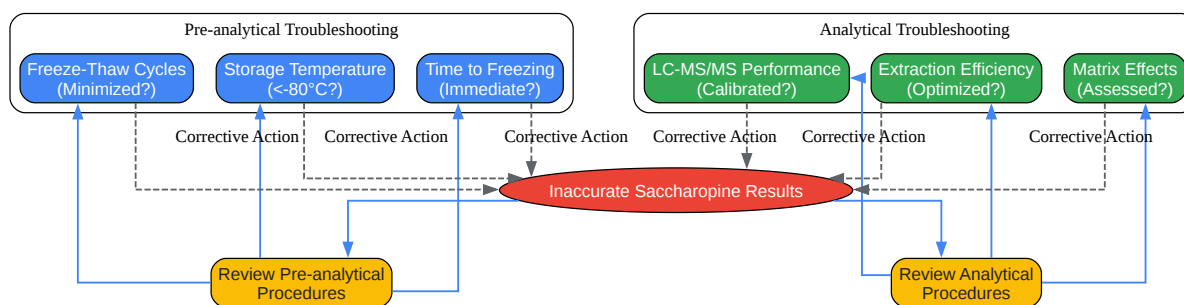 Pre-analytical Troubleshooting
Analytical Troubleshooting
Freeze-Thaw Cycles
(Minimized?)
Storage Temperature
(<-80°C?)
Time to Freezing
(Immediate?)
LC-MS/MS Performance
(Calibrated?)
Extraction Efficiency
(Optimized?)
Matrix Effects
(Assessed?)
Corrective Action
Corrective Action
Corrective Action
Corrective Action
Corrective Action
Corrective Action
Inaccurate Saccharopine Results
Review Pre-analytical
Procedures
Review Analytical
Procedures